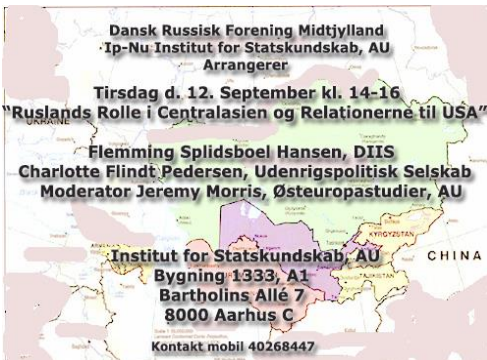 Dansk Russisk Forening Midtjylland
Ip-Nu Institut for Statskundskab, AU
Arrangerer
Tirsdag d. 12. September kl. 14-16
“Ruslands Rolle i Centralasien og Relationerne til USA”
UKRAINE
Flemming Splidsboel Hansen, DIIS
Charlotte Flindt Pedersen, Udenrigspolitisk Selskab
Moderator Jeremy Morris, Østeuropastudier, AU
KYRGYZSTAN
CHINA
Institut for Statskundskab, AU
Bygning 1333, A1
Bartholins Allé 7
8000 Aarhus C
Kontakt mobil 40268447